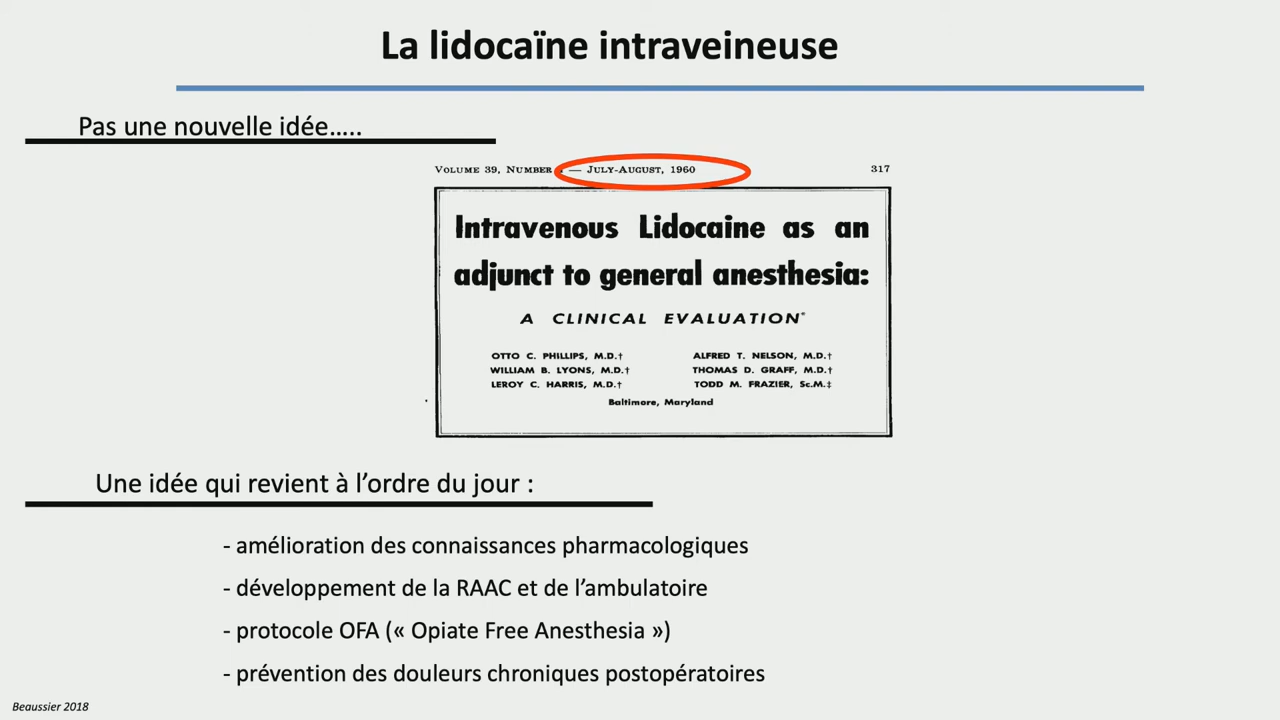 La lidocaïne intraveineuse
Pas une nouvelle idée…..
VOLUME 39, NUMBER — JULY-AUGUST, 1960 317
Intravenous Lidocaine as an
adjunct to general anesthesia:
A CLINICAL EVALUATION*
OTTO C. PHILLIPS, M.D.† ALFRED T. NELSON, M.D.†
WILLIAM B. LYONS, M.D.† THOMAS D. GRAFF, M.D.†
LEROY C. HARRIS, M.D.† TODD M. FRAZIER, Sc.M.‡
Baltimore, Maryland
Une idée qui revient à l’ordre du jour :
- amélioration des connaissances pharmacologiques
- développement de la RAAC et de l’ambulatoire
- protocole OFA (« Opiate Free Anesthesia »)
- prévention des douleurs chroniques postopératoires
Beaussier 2018